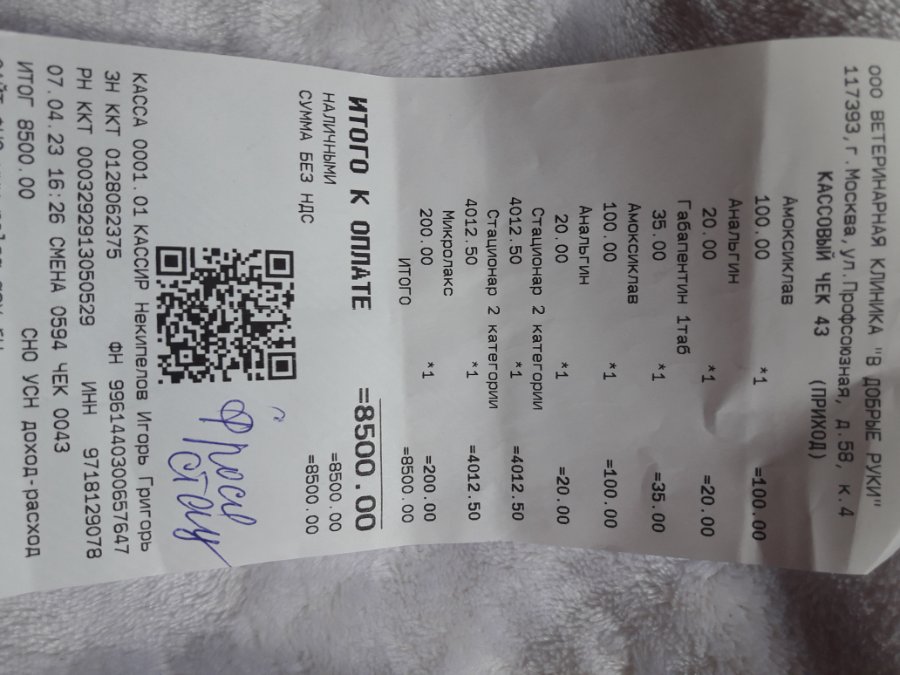 ООО ВЕТЕРИНАРНАЯ КЛИНИКА "В ДОБРЫЕ РУКИ"
117393,г.Москва,ул.Профсоюзная, д.58, к.4
КАССОВЫЙ ЧЕК 43 (ПРИХОД)
Амоксиклав
100.00 *1 =100.00
Анальгин
20.00 *1 =20.00
Габапентин 1таб
35.00 *1 =35.00
Амоксиклав
100.00 *1 =100.00
Анальгин
20.00 *1 =20.00
Стационар 2 категории
4012.50 *1 =4012.50
Стационар 2 категории
4012.50 *1 =4012.50
Микролакс
200.00 *1 =200.00
ИТОГО =8500.00
ИТОГО К ОПЛАТЕ =8500.00
НАЛИЧНЫМИ =8500.00
СУММА БЕЗ НДС =8500.00
Фрося
Стац
КАССА 0001.01 КАССИР Некипелов Игорь Григорь
ЗН ККТ 0128062375 ФН 9961440300657647
РН ККТ 0003292913050529 ИНН 9718129078
07.04.23 16:26 СМЕНА 0594 ЧЕК 0043
ИТОГ 8500.00 СНО УСН доход-расход